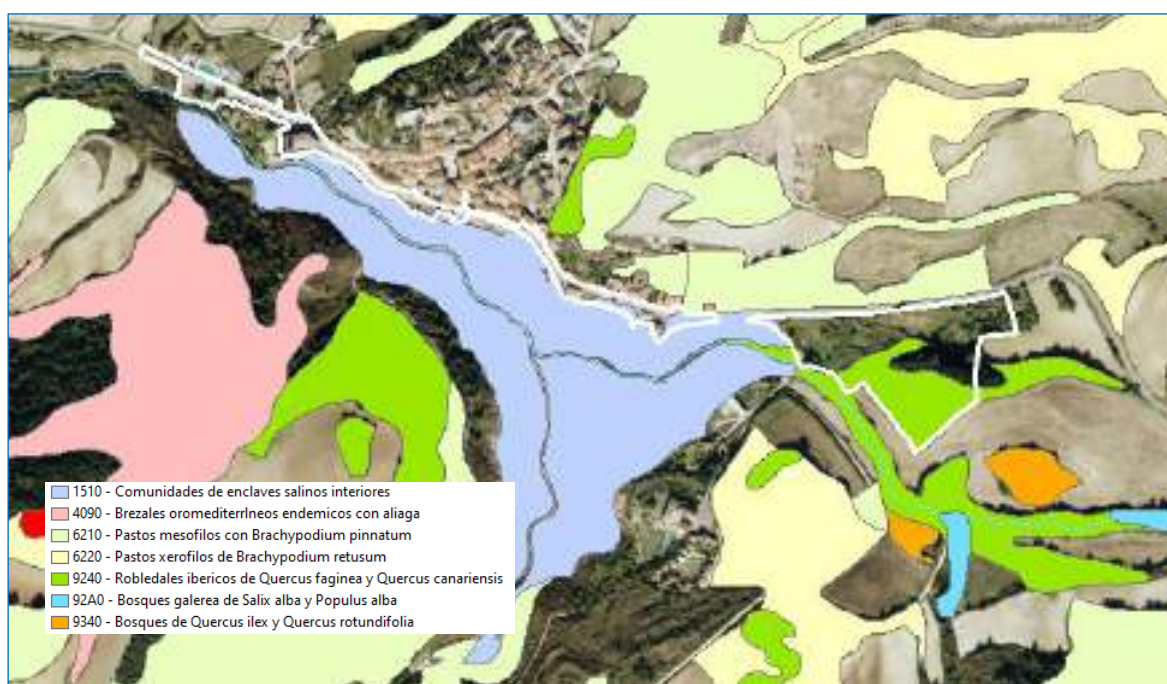 1510 - Comunidades de enclaves salinos interiores
4090 - Brezales oromediterrlneos endemicos con aliaga
6210 - Pastos mesofilos con Brachypodium pinnatum
6220 - Pastos xerofilos de Brachypodium retusum
9240 - Robledales ibericos de Quercus faginea y Quercus canariensis
92A0 - Bosques galerea de Salix alba y Populus alba
9340 - Bosques de Quercus ilex y Quercus rotundifolia